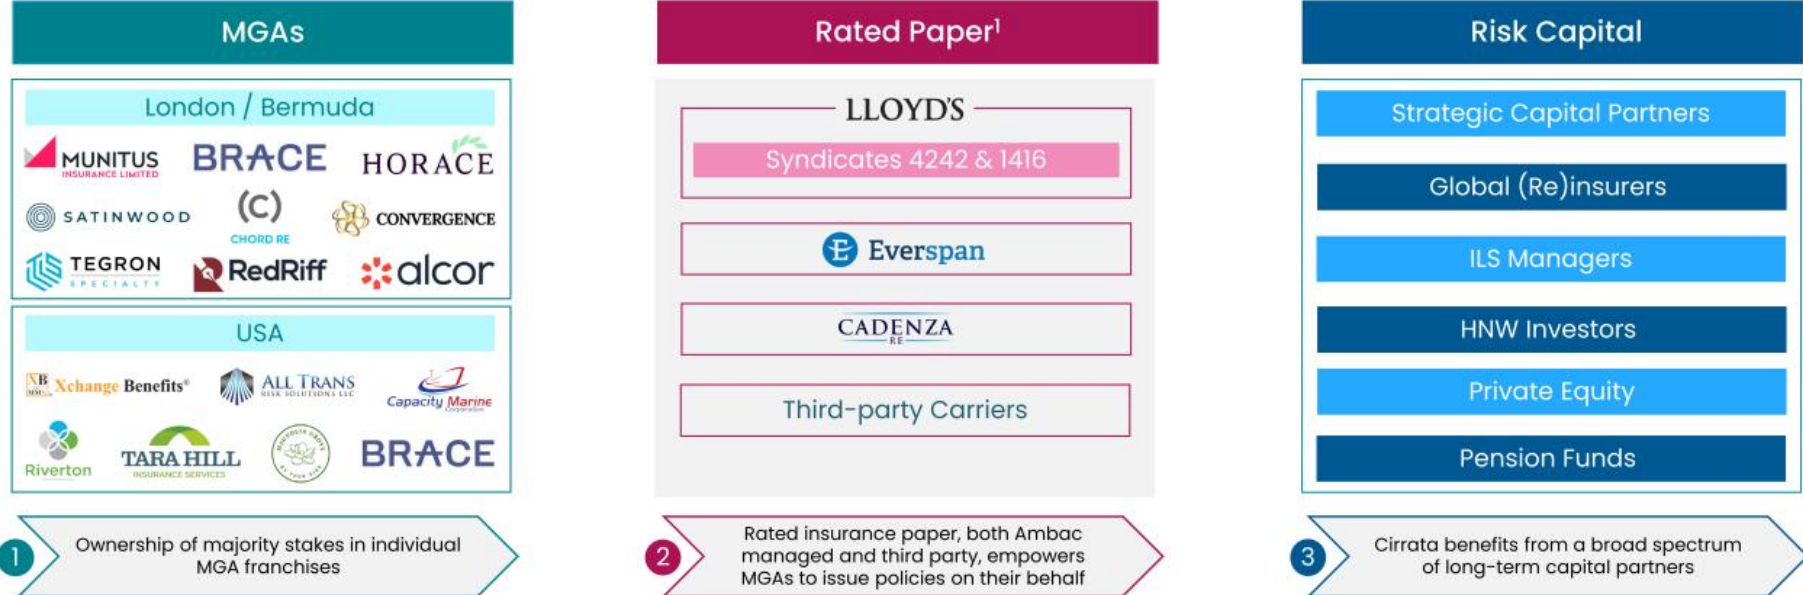 MGAs
London / Bermuda
MUNITUS
INSURANCE LIMITED
BRACE
HORACE
SATINWOOD
(C)
CHORD RE
CONVERGENCE
TEGRON
SPECIALTY
RedRiff
alcor
USA
Xchange Benefits®
ALL TRANS
RISK SOLUTIONS LLC
Capacity Marine
Corporation
Riverton
TARA HILL
INSURANCE SERVICES
BRACE
1
Ownership of majority stakes in individual
MGA franchises
Rated Paper¹
LLOYD'S
Syndicates 4242 & 1416
Everspan
CADENZA
RE
Third-party Carriers
2
Rated insurance paper, both Ambac
managed and third party, empowers
MGAs to issue policies on their behalf
Risk Capital
Strategic Capital Partners
Global (Re)insurers
ILS Managers
HNW Investors
Private Equity
Pension Funds
3
Cirrata benefits from a broad spectrum
of long-term capital partners